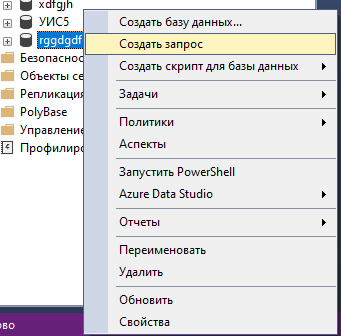 xdfgjh
УИС5
rggdgdf
Безопаснос
Объекты се
Репликация
PolyBase
Управление
Профилиро
Создать базу данных...
Создать запрос
Создать скрипт для базы данных
Задачи
Политики
Аспекты
Запустить PowerShell
Azure Data Studio
Отчеты
Переименовать
Удалить
Обновить
Свойства
ово